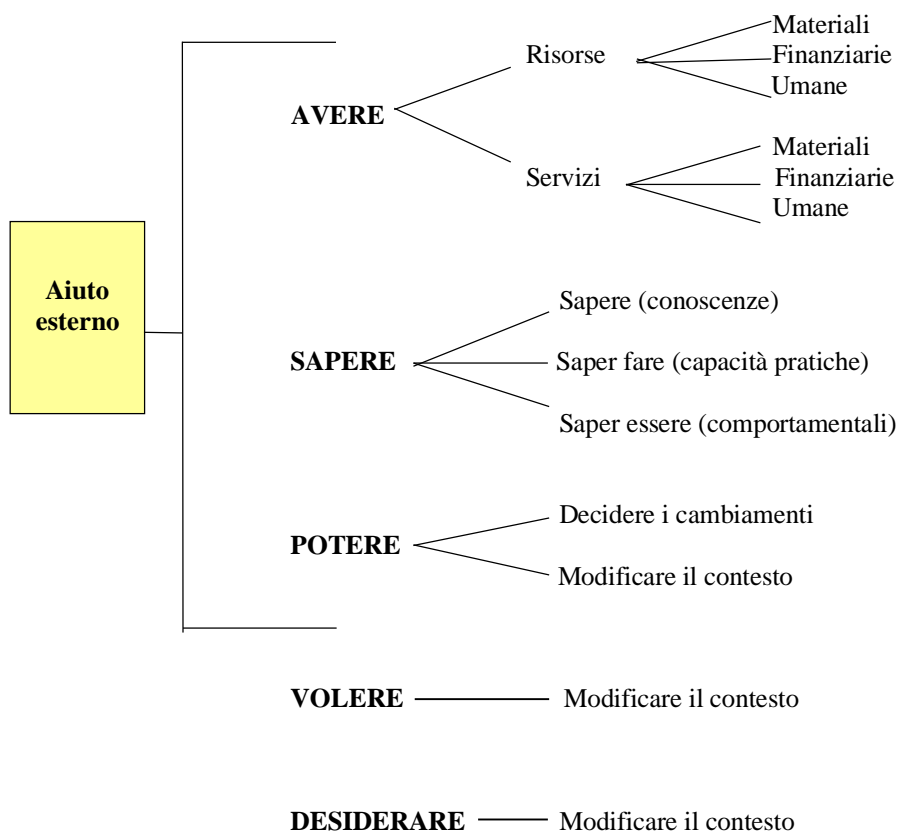 Aiuto
esterno
AVERE
Risorse
Materiali
Finanziarie
Umane
Servizi
Materiali
Finanziarie
Umane
SAPERE
Sapere (conoscenze)
Saper fare (capacità pratiche)
Saper essere (comportamentali)
POTERE
Decidere i cambiamenti
Modificare il contesto
VOLERE
Modificare il contesto
DESIDERARE
Modificare il contesto